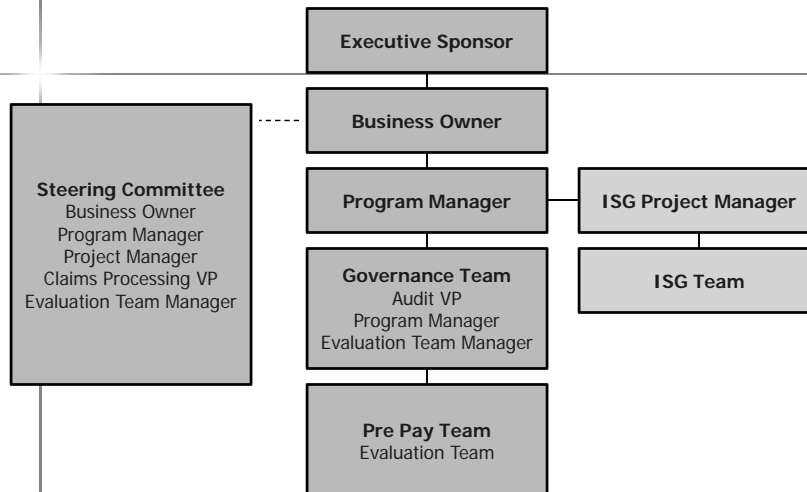 Executive Sponsor
Business Owner
Steering Committee
Business Owner
Program Manager
Project Manager
Claims Processing VP
Evaluation Team Manager
Program Manager
ISG Project Manager
Governance Team
Audit VP
Program Manager
Evaluation Team Manager
ISG Team
Pre Pay Team
Evaluation Team